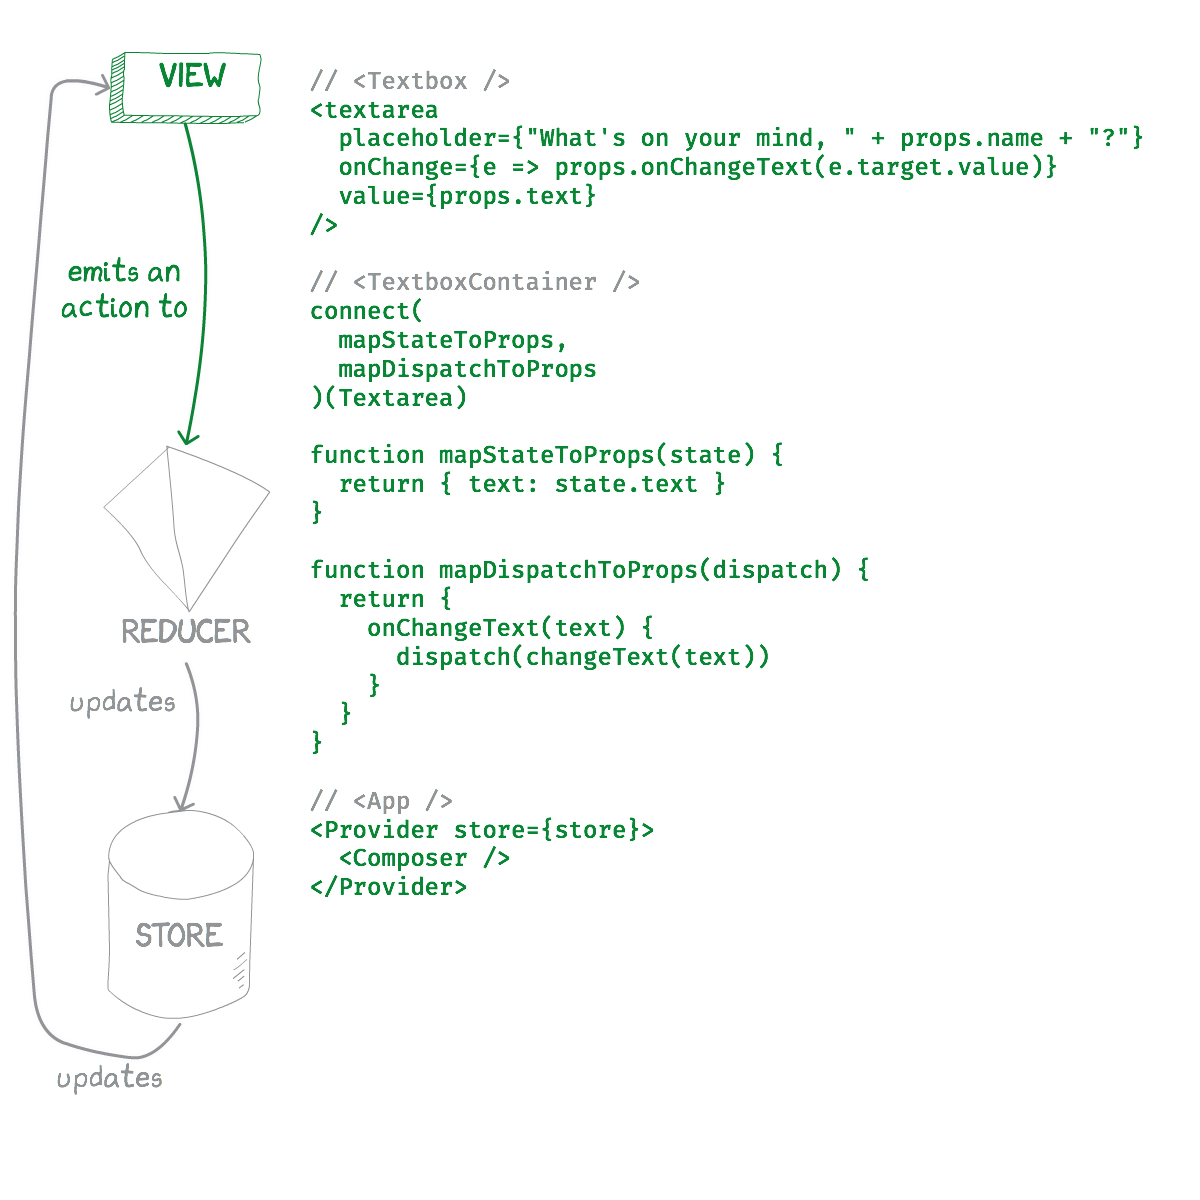 VIEW
emits an
action to
REDUCER
updates
STORE
updates
// <Textbox />
<textarea
  placeholder={"What's on your mind, " + props.name + "?"}
  onChange={e => props.onChangeText(e.target.value)}
  value={props.text}
/>
// <TextboxContainer />
connect(
  mapStateToProps,
  mapDispatchToProps
)(Textarea)
function mapStateToProps(state) {
  return { text: state.text }
}
function mapDispatchToProps(dispatch) {
  return {
    onChangeText(text) {
      dispatch(changeText(text))
    }
  }
}
// <App />
<Provider store={store}>
  <Composer />
</Provider>